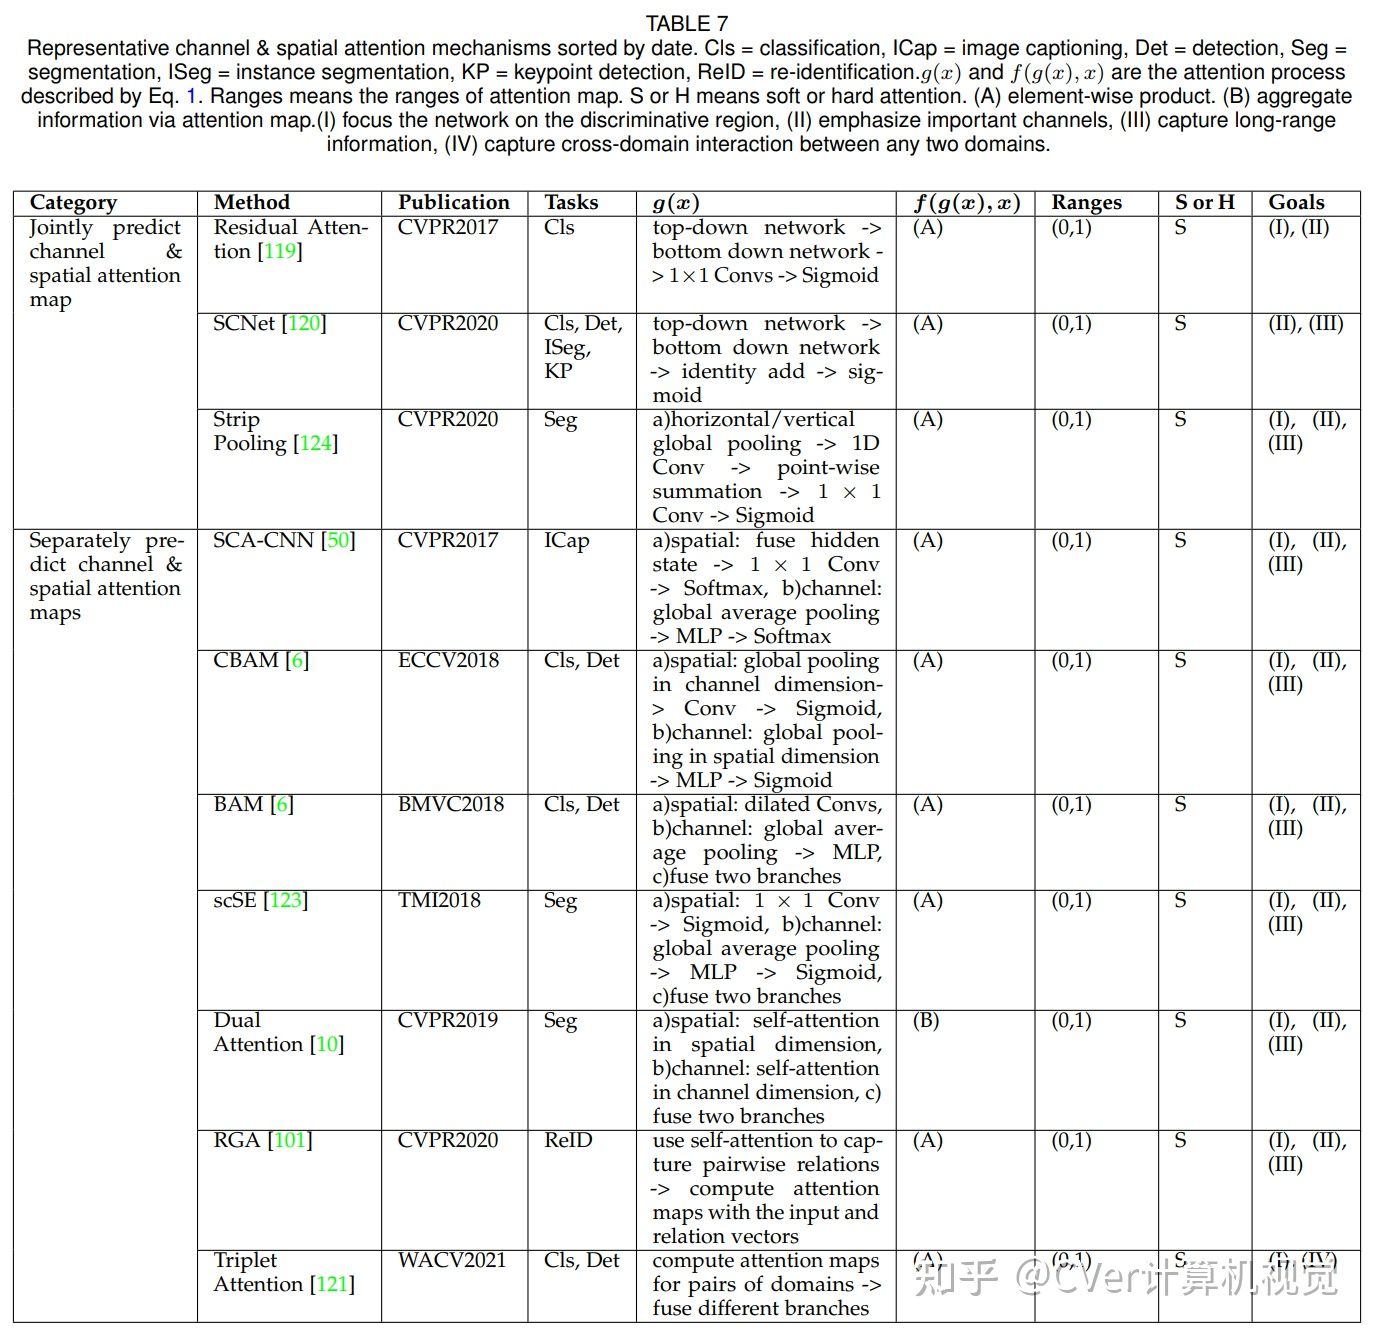 TABLE 7
Representative channel & spatial attention mechanisms sorted by date. Cls = classification, ICap = image captioning, Det = detection, Seg =
segmentation, ISeg = instance segmentation, KP = keypoint detection, ReID = re-identification.g(x) and f(g(x), x) are the attention process
described by Eq. 1. Ranges means the ranges of attention map. S or H means soft or hard attention. (A) element-wise product. (B) aggregate
information via attention map.(I) focus the network on the discriminative region, (II) emphasize important channels, (III) capture long-range
information, (IV) capture cross-domain interaction between any two domains.
Category Method Publication Tasks g(x) f(g(x), x) Ranges S or H Goals
Jointly predict Residual Atten- CVPR2017 Cls top-down network -> (A) (0,1) S (I), (II)
channel & tion [119] bottom down network -
spatial attention > 1×1 Convs -> Sigmoid
map
SCNet [120] CVPR2020 Cls, Det, top-down network -> (A) (0,1) S (II), (III)
ISeg, bottom down network
KP -> identity add -> sig-
moid
Strip CVPR2020 Seg a)horizontal/vertical (A) (0,1) S (I), (II),
Pooling [124] global pooling -> 1D (III)
Conv -> point-wise
summation -> 1 × 1
Conv -> Sigmoid
Separately pre- SCA-CNN [50] CVPR2017 ICap a)spatial: fuse hidden (A) (0,1) S (I), (II),
dict channel & state -> 1 × 1 Conv (III)
spatial attention -> Softmax, b)channel:
maps global average pooling
-> MLP -> Softmax
CBAM [6] ECCV2018 Cls, Det a)spatial: global pooling (A) (0,1) S (I), (II),
in channel dimension- (III)
> Conv -> Sigmoid,
b)channel: global pool-
ing in spatial dimension
-> MLP -> Sigmoid
BAM [6] BMVC2018 Cls, Det a)spatial: dilated Convs, (A) (0,1) S (I), (II),
b)channel: global aver- (III)
age pooling -> MLP,
c)fuse two branches
scSE [123] TMI2018 Seg a)spatial: 1 × 1 Conv (A) (0,1) S (I), (II),
-> Sigmoid, b)channel: (III)
global average pooling
-> MLP -> Sigmoid,
c)fuse two branches
Dual CVPR2019 Seg a)spatial: self-attention (B) (0,1) S (I), (II),
Attention [10] in spatial dimension, (III)
b)channel: self-attention
in channel dimension, c)
fuse two branches
RGA [101] CVPR2020 ReID use self-attention to cap- (A) (0,1) S (I), (II),
ture pairwise relations (III)
-> compute attention
maps with the input and
relation vectors
Triplet WACV2021 Cls, Det compute attention maps (A) (0,1) S (I), (IV)
Attention [121] for pairs of domains ->
fuse different branches
知乎 @CVer计算机视觉